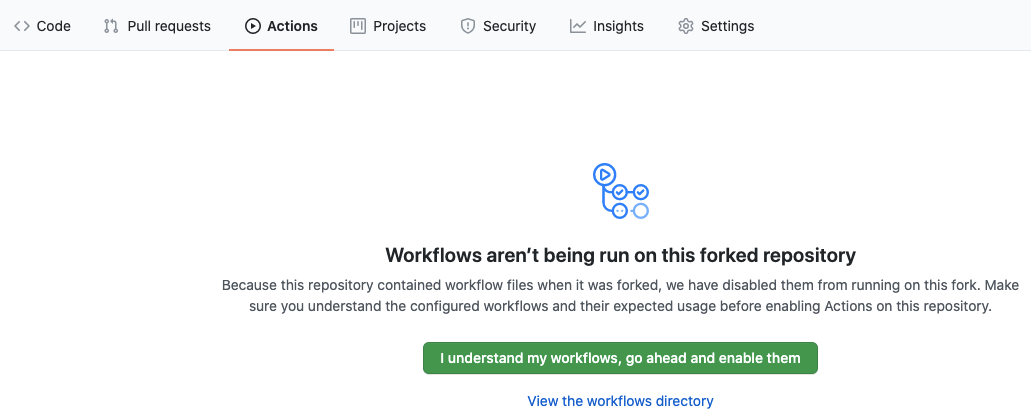 Code Pull requests Actions Projects Security Insights Settings
Workflows aren’t being run on this forked repository
Because this repository contained workflow files when it was forked, we have disabled them from running on this fork. Make
sure you understand the configured workflows and their expected usage before enabling Actions on this repository.
I understand my workflows, go ahead and enable them
View the workflows directory